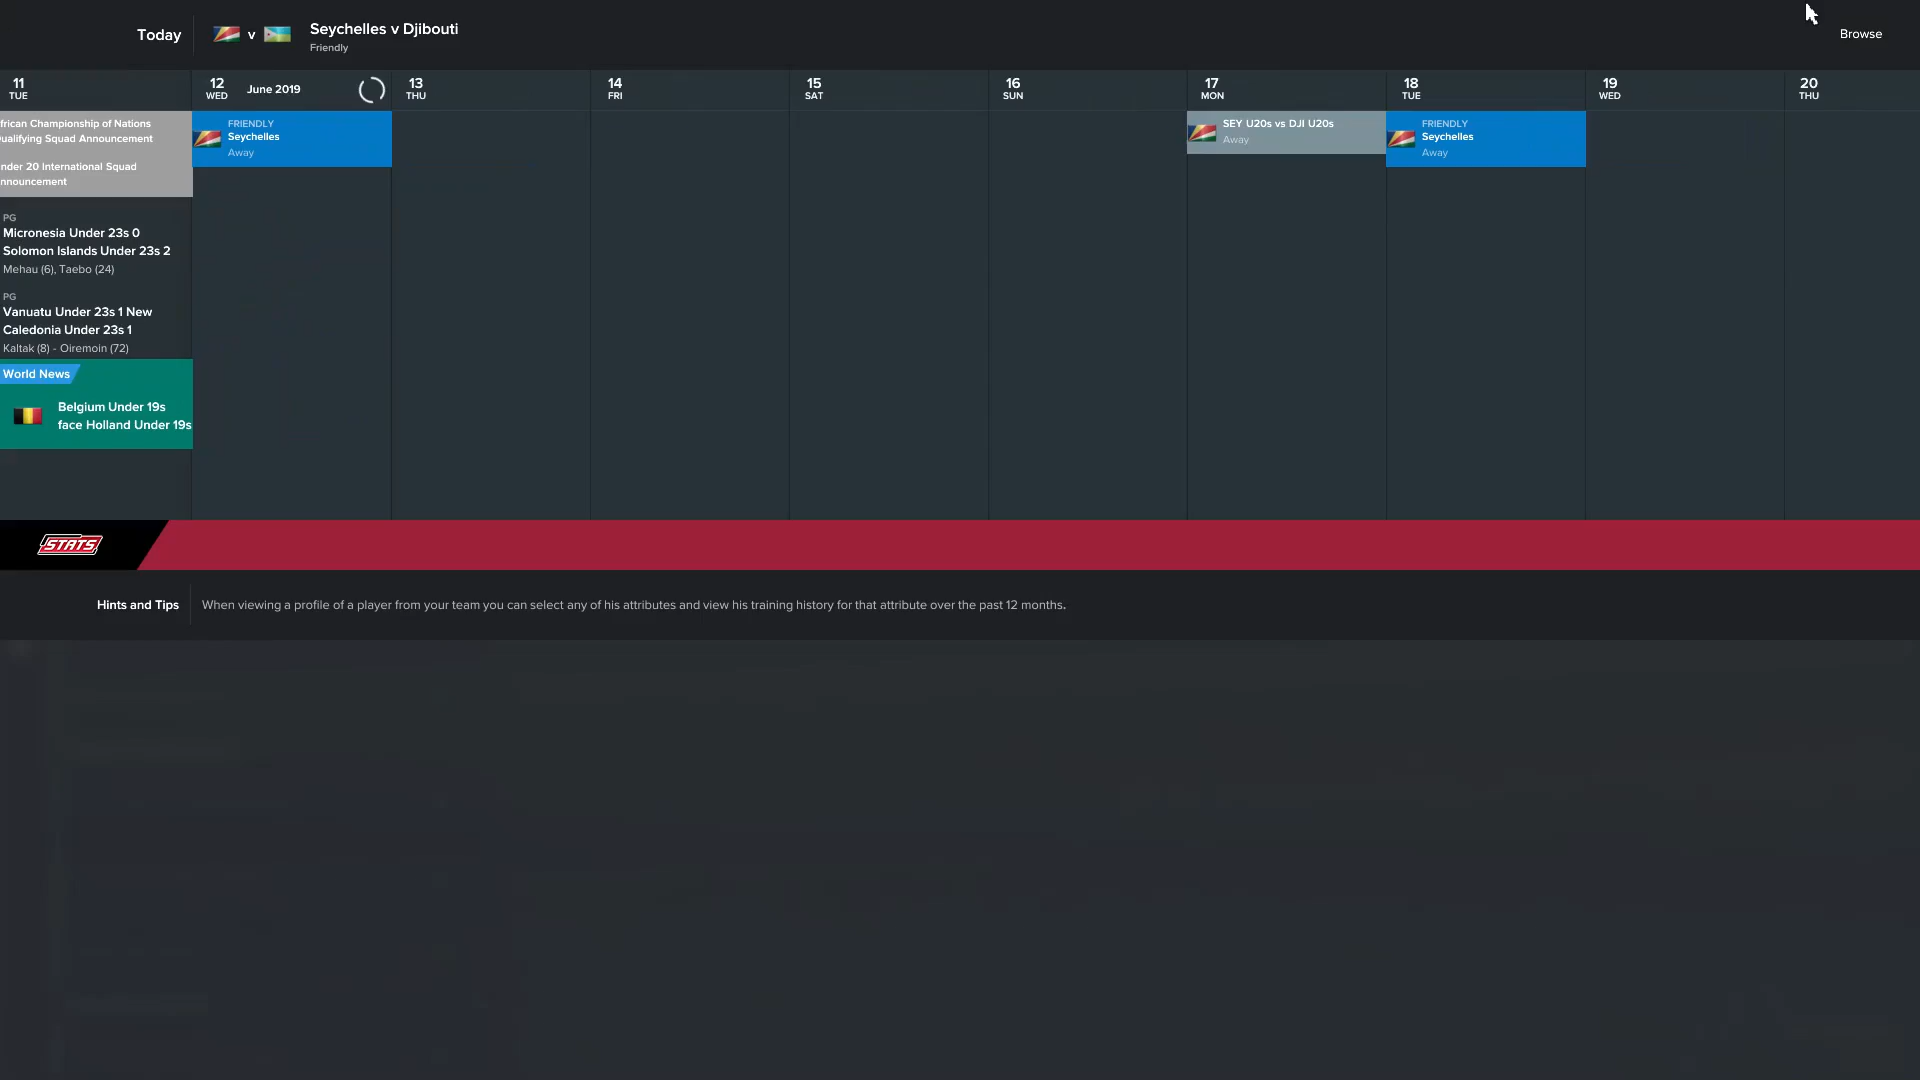 Today
v
Seychelles v Djibouti
Friendly
Browse
11
TUE
12
WED
June 2019
13
THU
14
FRI
15
SAT
16
SUN
17
MON
18
TUE
19
WED
20
THU
frican Championship of Nations
ualifying Squad Announcement
nder 20 International Squad
nnouncement
FRIENDLY
Seychelles
Away
SEY U20s vs DJI U20s
Away
FRIENDLY
Seychelles
Away
PG
Micronesia Under 23s 0
Solomon Islands Under 23s 2
Mehau (6), Taebo (24)
PG
Vanuatu Under 23s 1 New
Caledonia Under 23s 1
Kaltak (8) - Oiremoin (72)
World News
Belgium Under 19s
face Holland Under 19s
STATS
Hints and Tips
When viewing a profile of a player from your team you can select any of his attributes and view his training history for that attribute over the past 12 months.